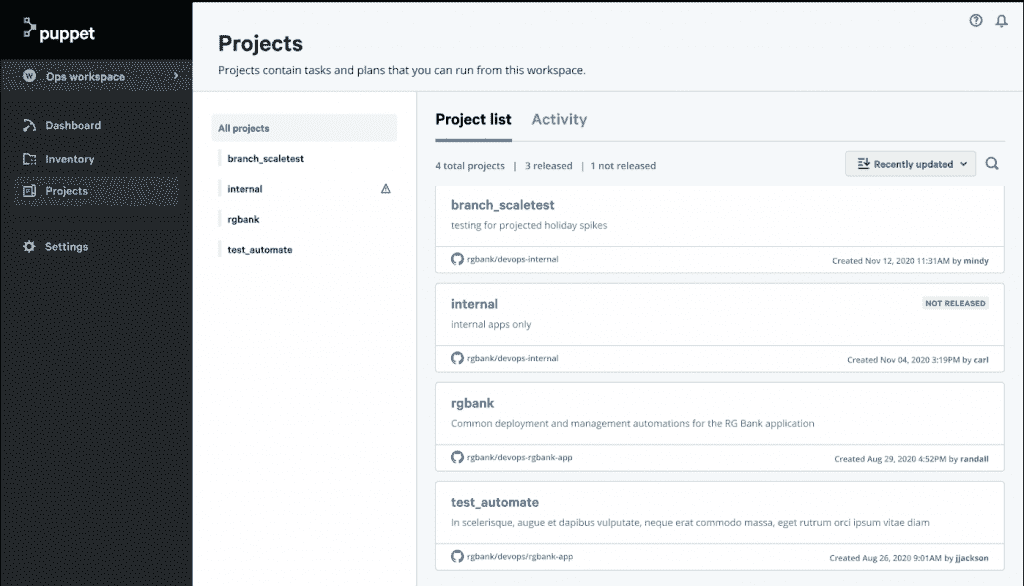 puppet
W Ops workspace
Dashboard
Inventory
Projects
Settings
Projects
Projects contain tasks and plans that you can run from this workspace.
All projects
branch_scaletest
internal
rgbank
test_automate
Project list Activity
4 total projects | 3 released | 1 not released Recently updated
branch_scaletest
testing for projected holiday spikes
rgbank/devops-internal Created Nov 12, 2020 11:31AM by mindy
internal NOT RELEASED
internal apps only
rgbank/devops-internal Created Nov 04, 2020 3:19PM by carl
rgbank
Common deployment and management automations for the RG Bank application
rgbank/devops-rgbank-app Created Aug 29, 2020 4:52PM by randall
test_automate
In scelerisque, augue et dapibus vulputate, neque erat commodo massa, eget rutrum orci ipsum vitae diam
rgbank/devops/rgbank-app Created Aug 26, 2020 9:01AM by jjackson